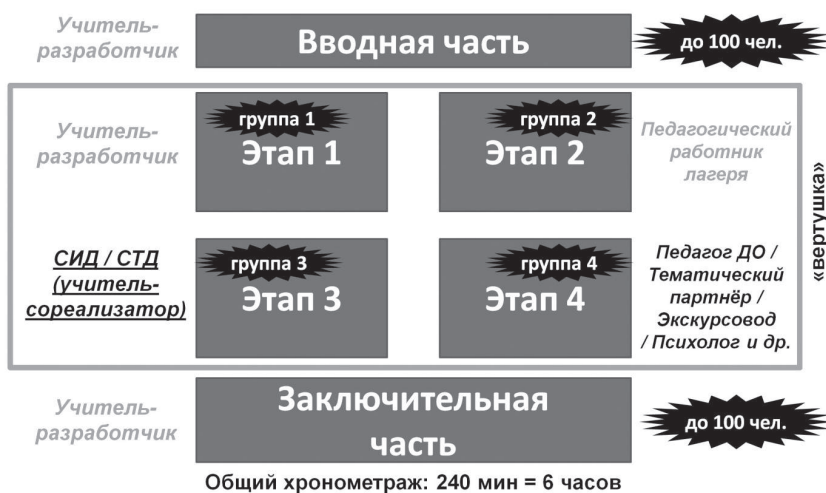 Учитель-
разработчик
Вводная часть
до 100 чел.
Учитель-
разработчик
группа 1
Этап 1
группа 2
Этап 2
Педагогический
работник
лагеря
«вертушка»
СИД / СТД
(учитель-
сореализатор)
группа 3
Этап 3
группа 4
Этап 4
Педагог ДО /
Тематический
партнёр /
Экскурсовод
/ Психолог и др.
Учитель-
разработчик
Заключительная
часть
до 100 чел.
Общий хронометраж: 240 мин = 6 часов